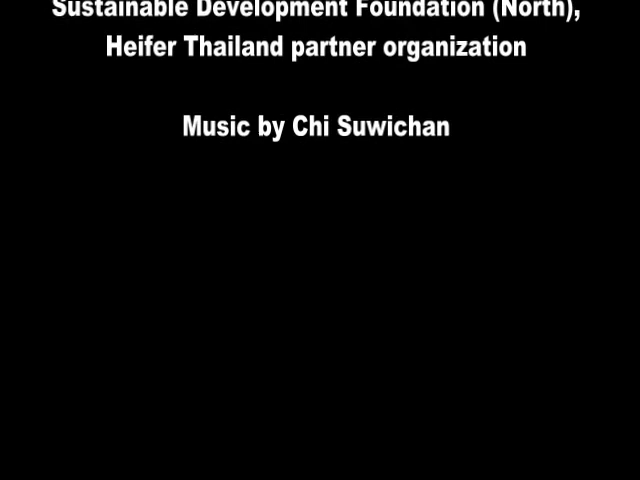 Sustainable Development Foundation (North),
Heifer Thailand partner organization
Music by Chi Suwichan